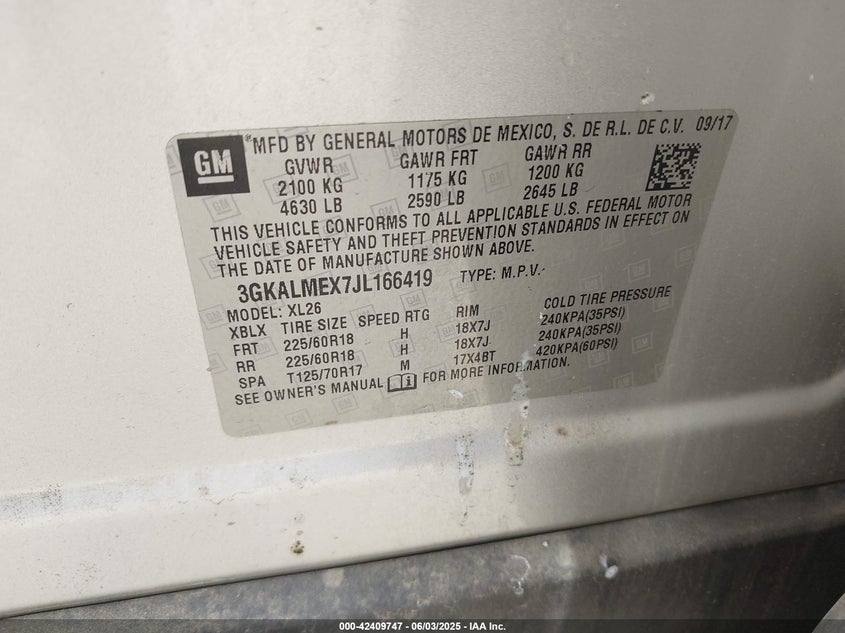 GM
®MFD BY GENERAL MOTORS DE MEXICO, S. DE R.L. DE C.V. 09/17
GVWR GAWR FRT GAWR RR
2100 KG 1175 KG 1200 KG
4630 LB 2590 LB 2645 LB
THIS VEHICLE CONFORMS TO ALL APPLICABLE U.S. FEDERAL MOTOR
VEHICLE SAFETY AND THEFT PREVENTION STANDARDS IN EFFECT ON
THE DATE OF MANUFACTURE SHOWN ABOVE.
3GKALMEX7JL166419 TYPE: M.P.V.
MODEL: XL26
XBLX TIRE SIZE SPEED RTG RIM COLD TIRE PRESSURE
FRT 225/60R18 H 18X7J 240KPA(35PSI)
RR 225/60R18 H 18X7J 240KPA(35PSI)
SPA T125/70R17 M 17X4BT 420KPA(60PSI)
SEE OWNER'S MANUAL FOR MORE INFORMATION.
000-42409747 - 06/03/2025 - IAA Inc.